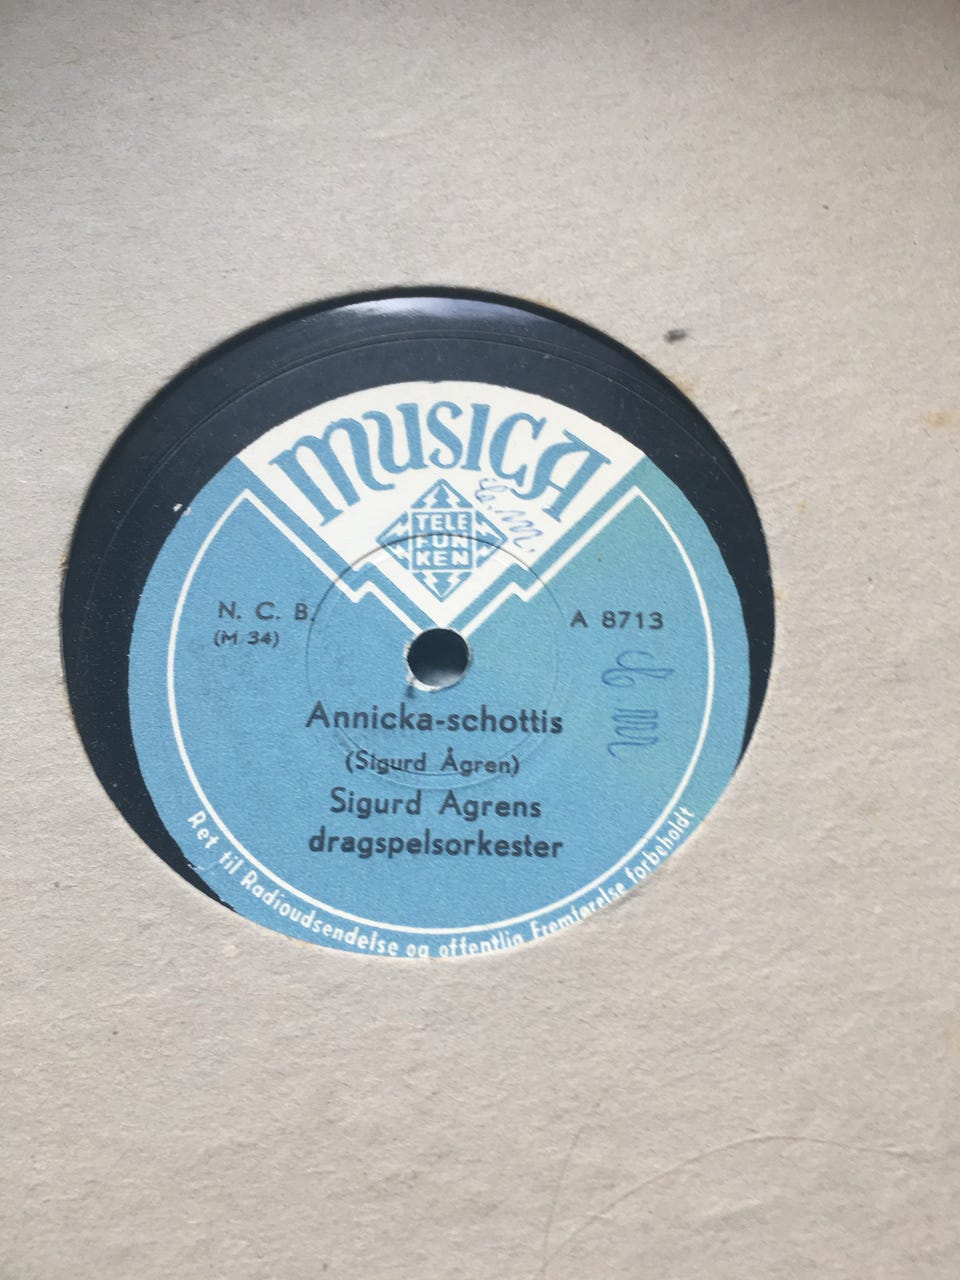 MUSICA
TELE
FUN
KEN
N. C. B.
(M 34)
A 8713
Annicka-schottis
(Sigurd Ågren)
Sigurd Agrens
dragspelsorkester
Ret til Radioudsendelse og offentlig Fremførelse forbeholdt